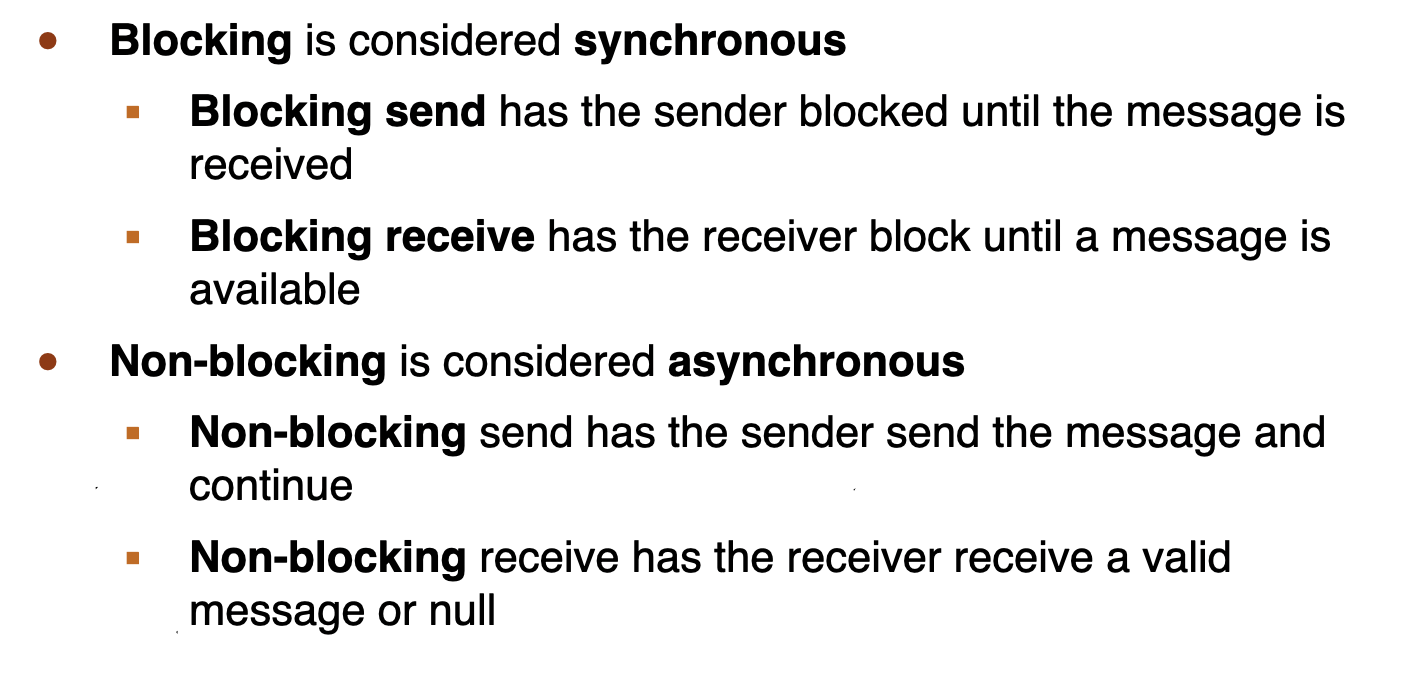 Blocking is considered synchronous
Blocking send has the sender blocked until the message is
received
Blocking receive has the receiver block until a message is
available
Non-blocking is considered asynchronous
Non-blocking send has the sender send the message and
continue
Non-blocking receive has the receiver receive a valid
message or null